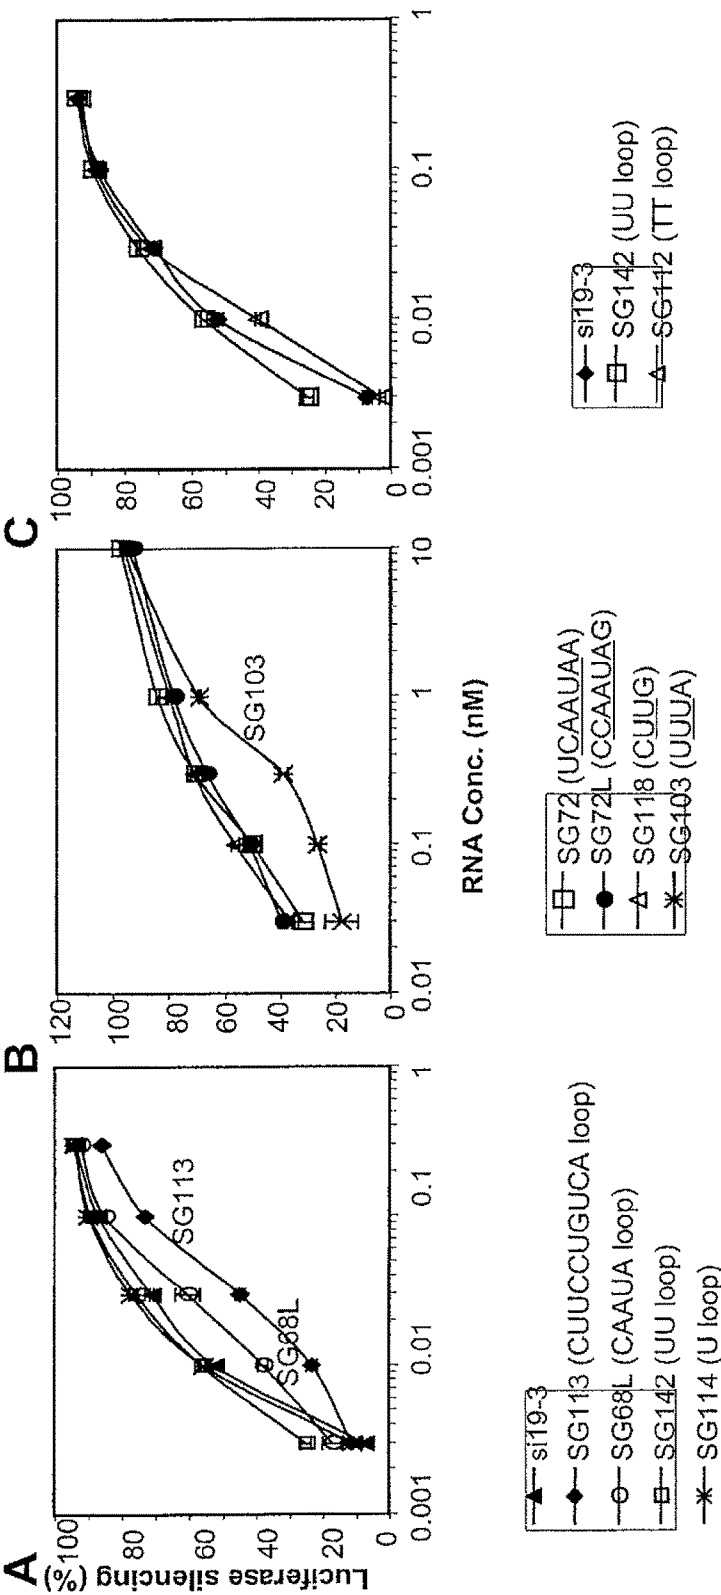 A
Luciferase silencing (%)
100
80
60
40
20
0
0.001
0.01
0.1
1
SG113
SG68L
si19-3
SG113 (CUUCCUGUCA loop)
SG68L (CAAUA loop)
SG142 (UU loop)
SG114 (U loop)
B
120
100
80
60
40
20
0
0.01
0.1
1
10
SG103
RNA Conc. (nM)
SG72 (UCAAUAA)
SG72L (CCAAUAG)
SG118 (CUUG)
SG103 (UUUA)
C
100
80
60
40
20
0
0.001
0.01
0.1
1
si19-3
SG142 (UU loop)
SG112 (TT loop)